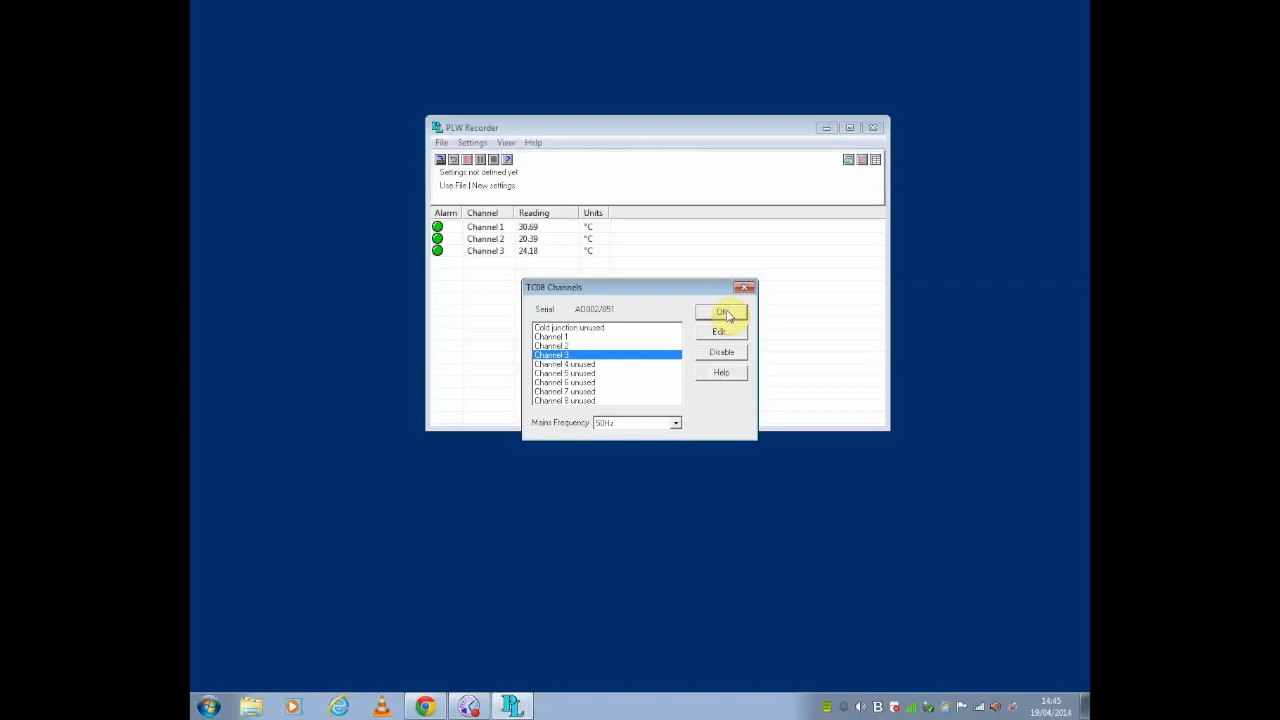 PLW Recorder
File Settings View Help
Settings not defined yet
Use File | New settings
Alarm Channel Reading Units
Channel 1 30.69 °C
Channel 2 20.39 °C
Channel 3 24.18 °C
TC08 Channels
Serial AO002/851
OK
Cold junction unused
Channel 1
Channel 2
Channel 3
Channel 4 unused
Channel 5 unused
Channel 6 unused
Channel 7 unused
Channel 8 unused
Edit...
Disable
Help
Mains Frequency 50Hz
14:45
19/04/2014